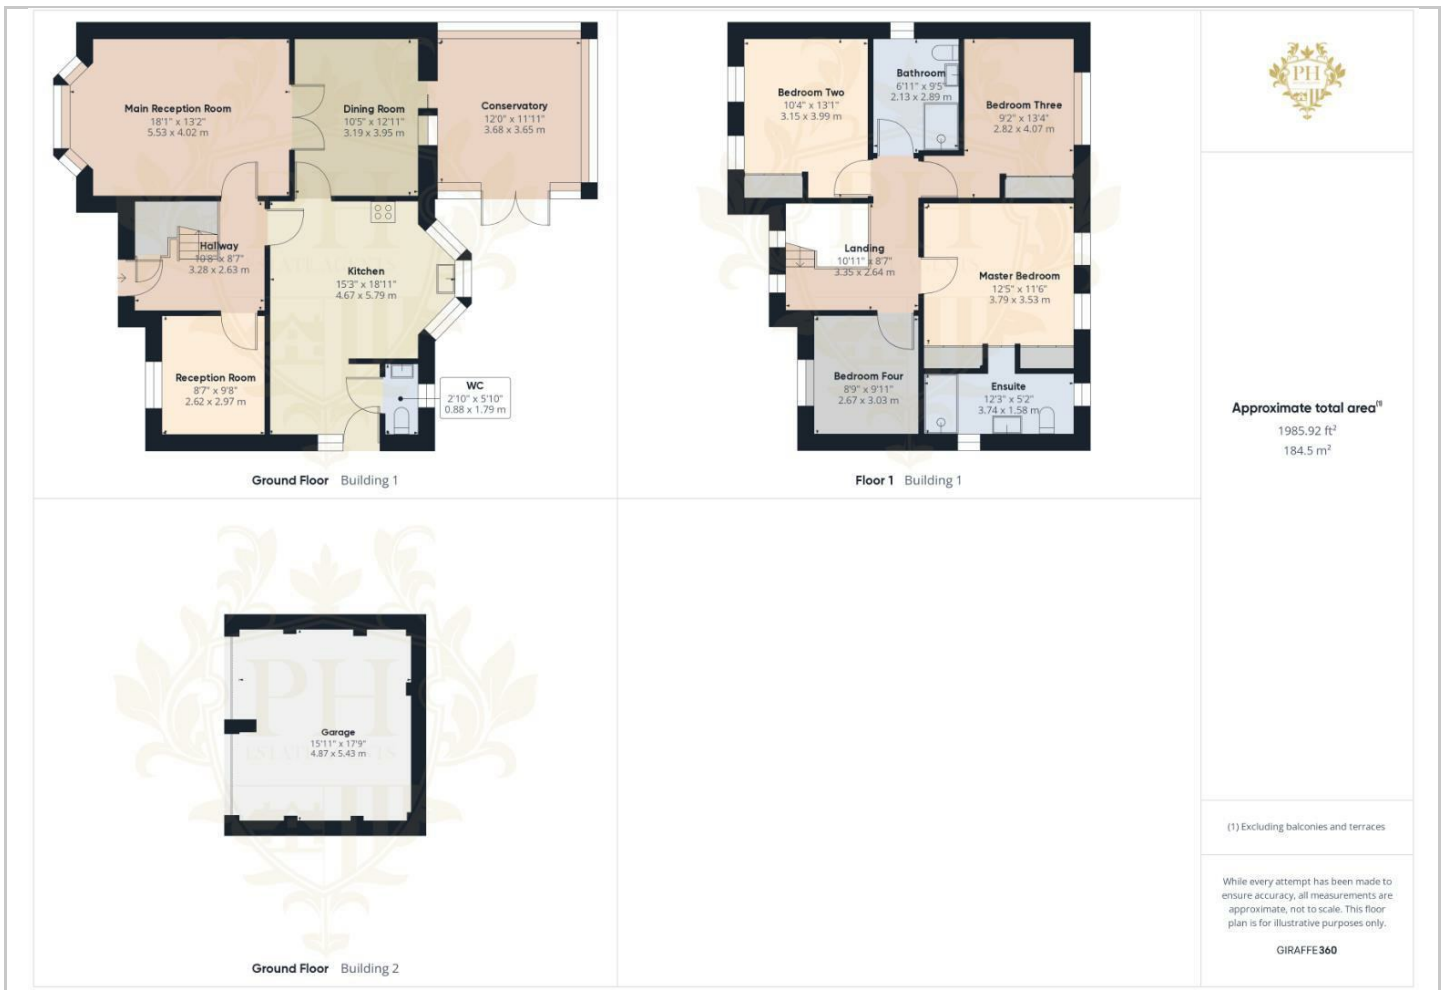 Main Reception Room
18'1" x 13'2"
5.53 x 4.02 m
Dining Room
10'5" x 12'11"
3.19 x 3.95 m
Conservatory
12'0" x 11'11"
3.68 x 3.65 m
Hallway
10'8" x 8'7"
3.28 x 2.63 m
Kitchen
15'3" x 18'11"
4.67 x 5.79 m
Reception Room
8'7" x 9'8"
2.62 x 2.97 m
WC
2'10" x 5'10"
0.88 x 1.79 m
Ground Floor Building 1
Bedroom Two
10'4" x 13'1"
3.15 x 3.99 m
Bathroom
6'11" x 9'5"
2.13 x 2.89 m
Bedroom Three
9'2" x 13'4"
2.82 x 4.07 m
Landing
10'11" x 8'7"
3.35 x 2.64 m
Master Bedroom
12'5" x 11'6"
3.79 x 3.53 m
Bedroom Four
8'9" x 9'11"
2.67 x 3.03 m
Ensuite
12'3" x 5'2"
3.74 x 1.58 m
Floor 1 Building 1
PH
ESTATE AGENTS
Garage
15'11" x 17'9"
4.87 x 5.43 m
Ground Floor Building 2
PH
Approximate total area(1)
1985.92 ft²
184.5 m²
(1) Excluding balconies and terraces
While every attempt has been made to
ensure accuracy, all measurements are
approximate, not to scale. This floor
plan is for illustrative purposes only.
GIRAFFE360